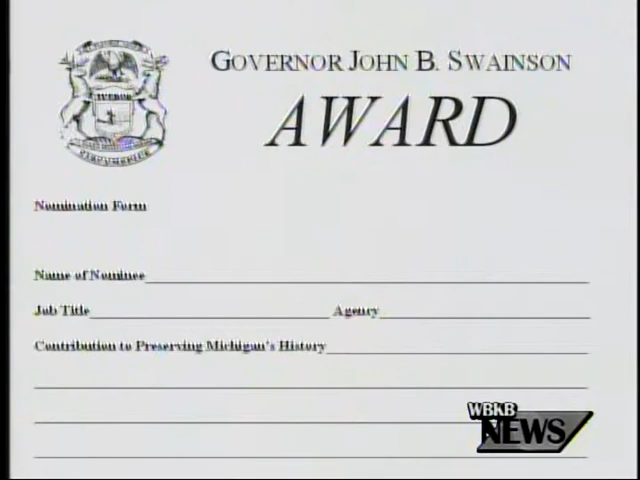 GOVERNOR JOHN B. SWAINSON
AWARD
TUEBOR
Nomination Form
Name of Nominee
Job Title Agency
Contribution to Preserving Michigan's History
WBKB
NEWS